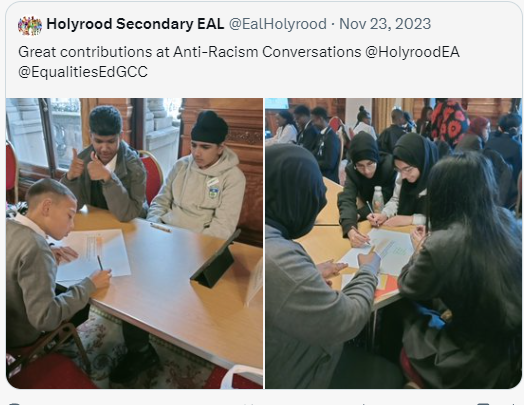 Holyrood Secondary EAL @EalHolyrood · Nov 23, 2023
Great contributions at Anti-Racism Conversations @HolyroodEA
@EqualitiesEdGCC